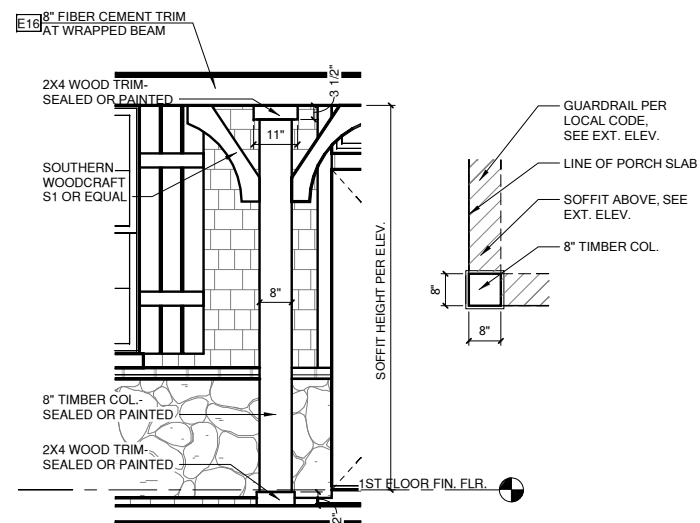 E16
8" FIBER CEMENT TRIM
AT WRAPPED BEAM
2X4 WOOD TRIM-
SEALED OR PAINTED
3 1/2"
11"
SOUTHERN
WOODCRAFT
S1 OR EQUAL
8"
SOFFIT HEIGHT PER ELEV.
8" TIMBER COL.-
SEALED OR PAINTED
2X4 WOOD TRIM-
SEALED OR PAINTED
1ST FLOOR FIN. FLR.
GUARDRAIL PER
LOCAL CODE,
SEE EXT. ELEV.
LINE OF PORCH SLAB
SOFFIT ABOVE, SEE
EXT. ELEV.
8" TIMBER COL.
8"
8"